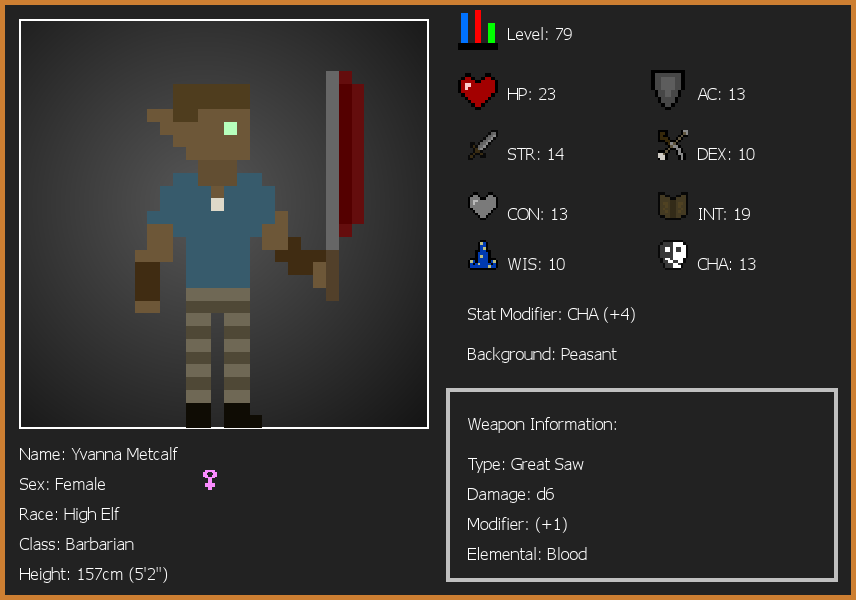 Level: 79
HP: 23
AC: 13
STR: 14
DEX: 10
CON: 13
INT: 19
WIS: 10
CHA: 13
Stat Modifier: CHA (+4)
Background: Peasant
Weapon Information:
Type: Great Saw
Damage: d6
Modifier: (+1)
Elemental: Blood
Name: Yvanna Metcalf
Sex: Female
Race: High Elf
Class: Barbarian
Height: 157cm (5'2")